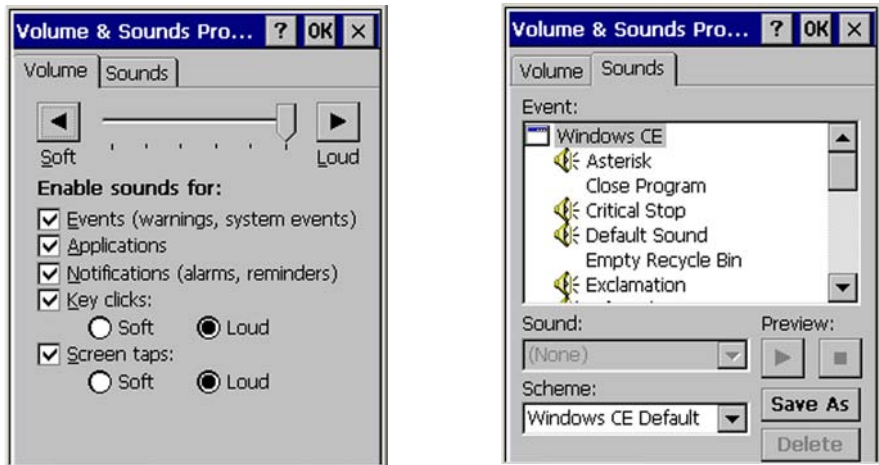 Volume & Sounds Pro... ? OK ×
Volume Sounds
Soft Loud
Enable sounds for:
Events (warnings, system events)
Applications
Notifications (alarms, reminders)
Key clicks:
Soft Loud
Screen taps:
Soft Loud
Volume & Sounds Pro... ? OK ×
Volume Sounds
Event:
Windows CE
Asterisk
Close Program
Critical Stop
Default Sound
Empty Recycle Bin
Exclamation
Sound: Preview:
(None)
Scheme:
Windows CE Default
Save As
Delete